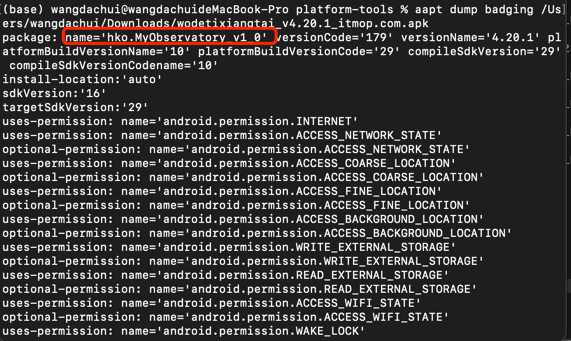 (base) wangdachui@wangdachuideMacBook-Pro platform-tools % aapt dump badging /Us
ers/wangdachui/Downloads/wodetixiangtai_v4.20.1_itmop.com.apk
package: name='hko.MyObservatory_v1_0' versionCode='179' versionName='4.20.1' pl
atformBuildVersionName='10' platformBuildVersionCode='29' compileSdkVersion='29'
compileSdkVersionCodename='10'
install-location:'auto'
sdkVersion:'16'
targetSdkVersion:'29'
uses-permission: name='android.permission.INTERNET'
uses-permission: name='android.permission.ACCESS_NETWORK_STATE'
optional-permission: name='android.permission.ACCESS_NETWORK_STATE'
uses-permission: name='android.permission.ACCESS_COARSE_LOCATION'
optional-permission: name='android.permission.ACCESS_COARSE_LOCATION'
uses-permission: name='android.permission.ACCESS_FINE_LOCATION'
optional-permission: name='android.permission.ACCESS_FINE_LOCATION'
uses-permission: name='android.permission.ACCESS_BACKGROUND_LOCATION'
optional-permission: name='android.permission.ACCESS_BACKGROUND_LOCATION'
uses-permission: name='android.permission.WRITE_EXTERNAL_STORAGE'
optional-permission: name='android.permission.WRITE_EXTERNAL_STORAGE'
uses-permission: name='android.permission.READ_EXTERNAL_STORAGE'
optional-permission: name='android.permission.READ_EXTERNAL_STORAGE'
uses-permission: name='android.permission.ACCESS_WIFI_STATE'
optional-permission: name='android.permission.ACCESS_WIFI_STATE'
uses-permission: name='android.permission.WAKE_LOCK'